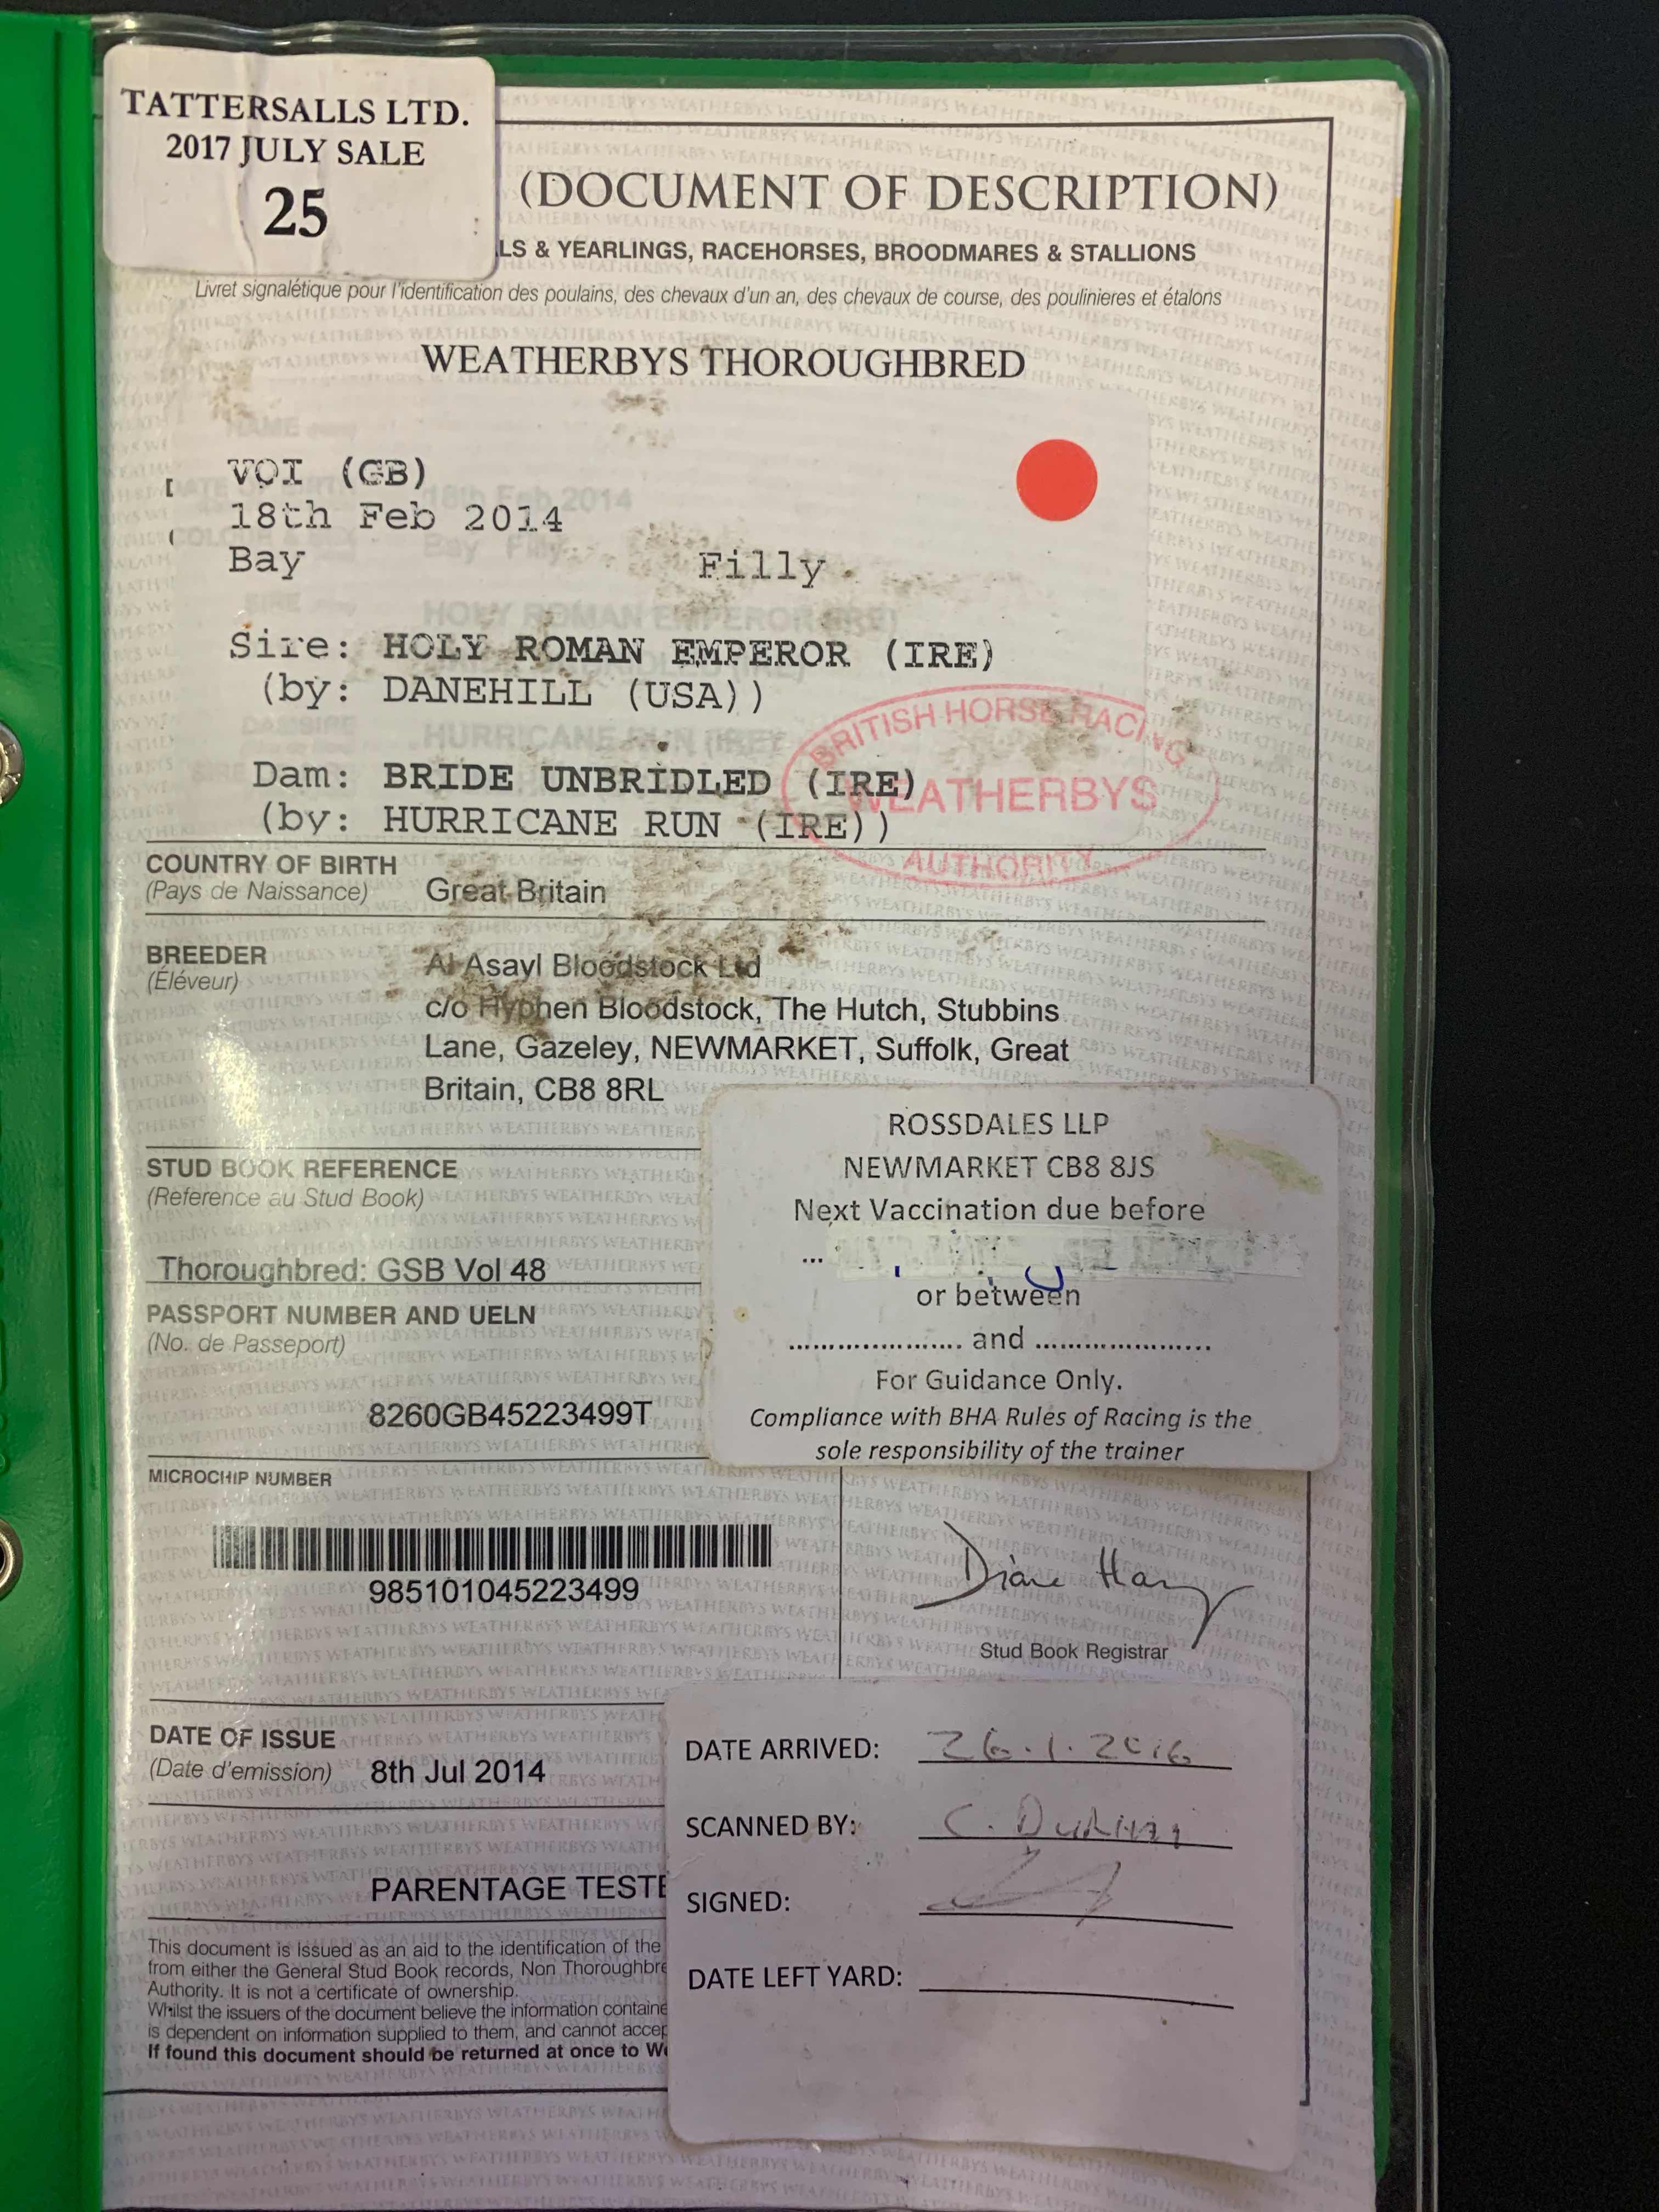 TATTERSALLS LTD.
2017 JULY SALE
25
(DOCUMENT OF DESCRIPTION)
LS & YEARLINGS, RACEHORSES, BROODMARES & STALLIONS
Livret signalétique pour l'identification des poulains, des chevaux d'un an, des chevaux de course, des poulinieres et étalons
WEATHERBYS THOROUGHBRED
VOI (GB)
18th Feb 2014
Bay Filly
Sire: HOLY ROMAN EMPEROR (IRE)
(by: DANEHILL (USA))
Dam: BRIDE UNBRIDLED (IRE)
(by: HURRICANE RUN (IRE))
BRITISH HORSE RACING
WEATHERBYS
AUTHORITY
COUNTRY OF BIRTH
(Pays de Naissance) Great Britain
BREEDER
(Éléveur)
Al Asayl Bloodstock Ltd
c/o Hyphen Bloodstock, The Hutch, Stubbins
Lane, Gazeley, NEWMARKET, Suffolk, Great
Britain, CB8 8RL
STUD BOOK REFERENCE
(Reference au Stud Book)
Thoroughbred: GSB Vol 48
PASSPORT NUMBER AND UELN
(No. de Passeport)
8260GB45223499T
ROSSDALES LLP
NEWMARKET CB8 8JS
Next Vaccination due before
...
or between
..................... and .....................
For Guidance Only.
Compliance with BHA Rules of Racing is the
sole responsibility of the trainer
MICROCHIP NUMBER
985101045223499
Diane Han
Stud Book Registrar
DATE OF ISSUE
(Date d'emission) 8th Jul 2014
PARENTAGE TESTE
This document is issued as an aid to the identification of the
from either the General Stud Book records, Non Thoroughbre
Authority. It is not a certificate of ownership.
Whilst the issuers of the document believe the information containe
is dependent on information supplied to them, and cannot accep
If found this document should be returned at once to We
DATE ARRIVED: 26.1.2016
SCANNED BY: C.
SIGNED:
DATE LEFT YARD: